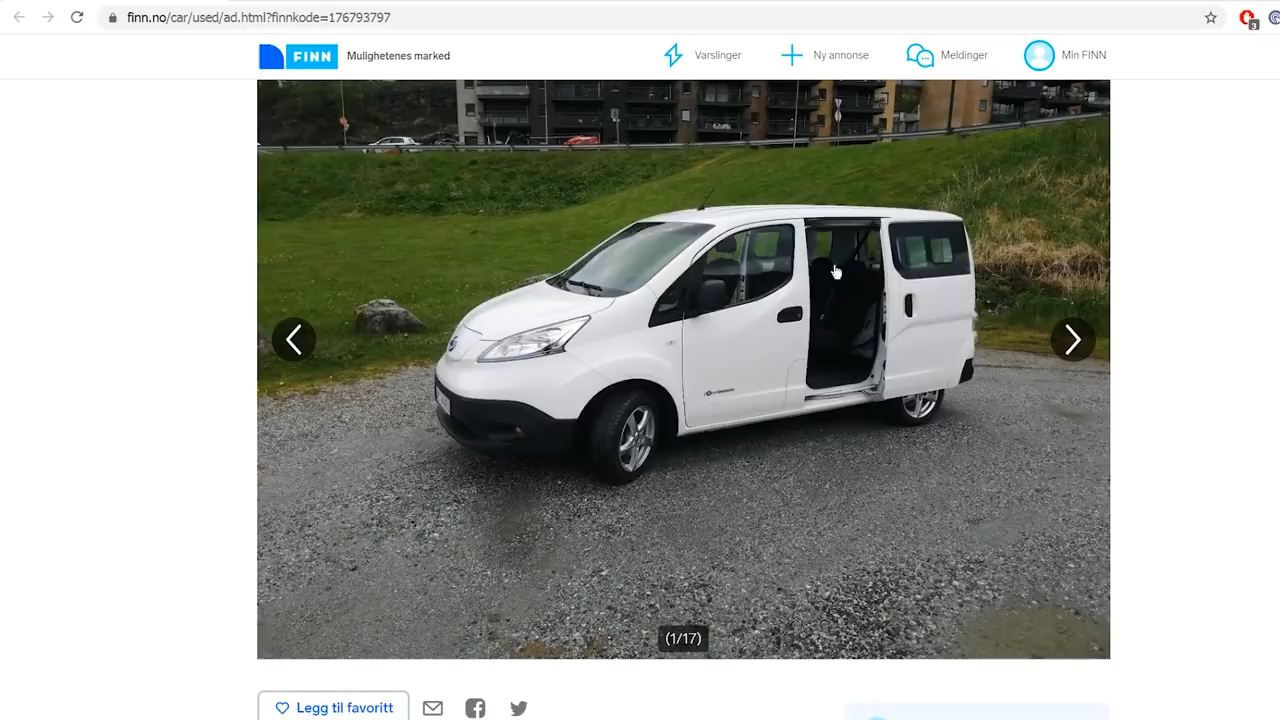 finn.no/car/used/ad.html?finnkode=176793797
3
FINN Mulighetenes marked Varslinger Ny annonse Meldinger Min FINN
(1/17)
Legg til favoritt